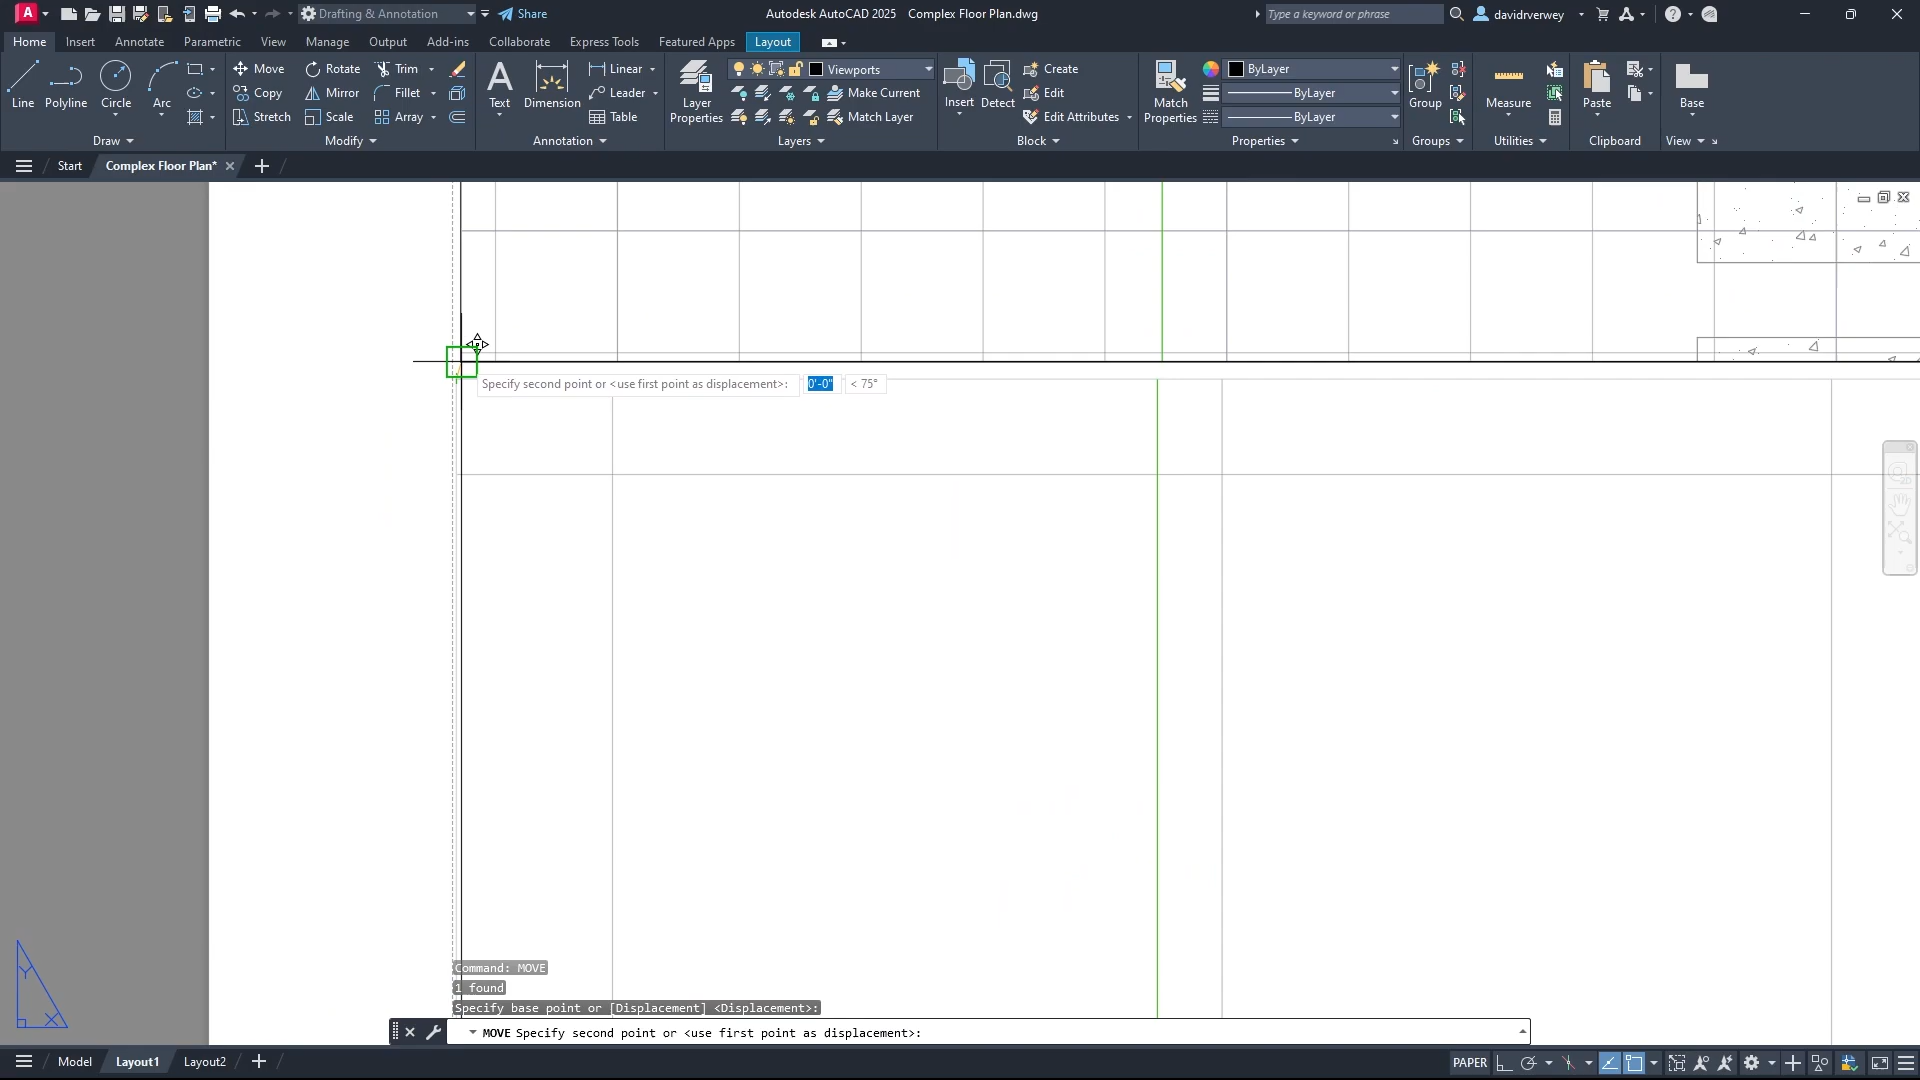 A Drafting & Annotation Share Autodesk AutoCAD 2025 Complex Floor Plan.dwg Type a keyword or phrase davidrverwey
Home Insert Annotate Parametric View Manage Output Add-ins Collaborate Express Tools Featured Apps Layout
Line Polyline Circle Arc
Move Rotate Trim
Copy Mirror Fillet
Stretch Scale Array
Text Dimension
Linear
Leader
Table
Layer Properties
Viewports
Make Current
Match Layer
Insert Detect
Create
Edit
Edit Attributes
Match Properties
ByLayer
ByLayer
ByLayer
Group Measure Paste Base
Draw Modify Annotation Layers Block Properties Groups Utilities Clipboard View
Start Complex Floor Plan*
Specify second point or <use first point as displacement>: 0'-0" < 75°
2D
Y
X
Command: MOVE
1 found
Specify base point or [Displacement] <Displacement>:
MOVE Specify second point or <use first point as displacement>:
Model Layout1 Layout2 PAPER